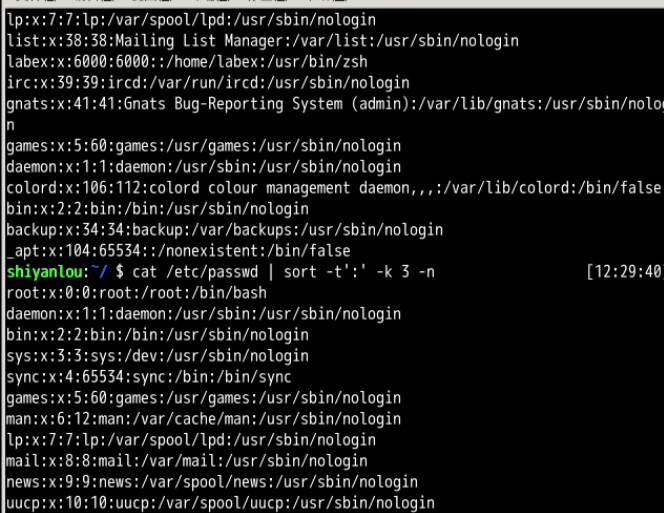 lp:x:7:7:lp:/var/spool/lpd:/usr/sbin/nologin
list:x:38:38:Mailing List Manager:/var/list:/usr/sbin/nologin
labex:x:6000:6000::/home/labex:/usr/bin/zsh
irc:x:39:39:ircd:/var/run/ircd:/usr/sbin/nologin
gnats:x:41:41:Gnats Bug-Reporting System (admin):/var/lib/gnats:/usr/sbin/nolog
n
games:x:5:60:games:/usr/games:/usr/sbin/nologin
daemon:x:1:1:daemon:/usr/sbin:/usr/sbin/nologin
colord:x:106:112:colord colour management daemon,,,:/var/lib/colord:/bin/false
bin:x:2:2:bin:/bin:/usr/sbin/nologin
backup:x:34:34:backup:/var/backups:/usr/sbin/nologin
_apt:x:104:65534::/nonexistent:/bin/false
shiyanlou:~/ $ cat /etc/passwd | sort -t':' -k 3 -n [12:29:40]
root:x:0:0:root:/root:/bin/bash
daemon:x:1:1:daemon:/usr/sbin:/usr/sbin/nologin
bin:x:2:2:bin:/bin:/usr/sbin/nologin
sys:x:3:3:sys:/dev:/usr/sbin/nologin
sync:x:4:65534:sync:/bin:/bin/sync
games:x:5:60:games:/usr/games:/usr/sbin/nologin
man:x:6:12:man:/var/cache/man:/usr/sbin/nologin
lp:x:7:7:lp:/var/spool/lpd:/usr/sbin/nologin
mail:x:8:8:mail:/var/mail:/usr/sbin/nologin
news:x:9:9:news:/var/spool/news:/usr/sbin/nologin
uucp:x:10:10:uucp:/var/spool/uucp:/usr/sbin/nologin